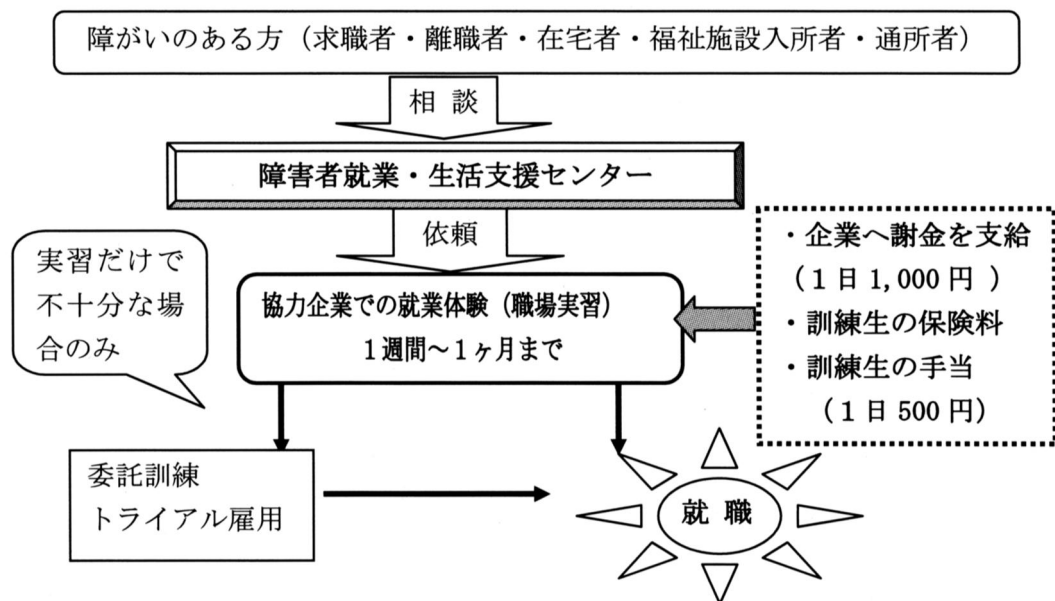 障がいのある方（求職者・離職者・在宅者・福祉施設入所者・通所者）
相 談
障害者就業・生活支援センター
依頼
実習だけで
不十分な場
合のみ
協力企業での就業体験（職場実習）
１週間～１ヶ月まで
・企業へ謝金を支給
（１日 1,000 円 ）
・訓練生の保険料
・訓練生の手当
（１日 500 円）
委託訓練
トライアル雇用
就 職